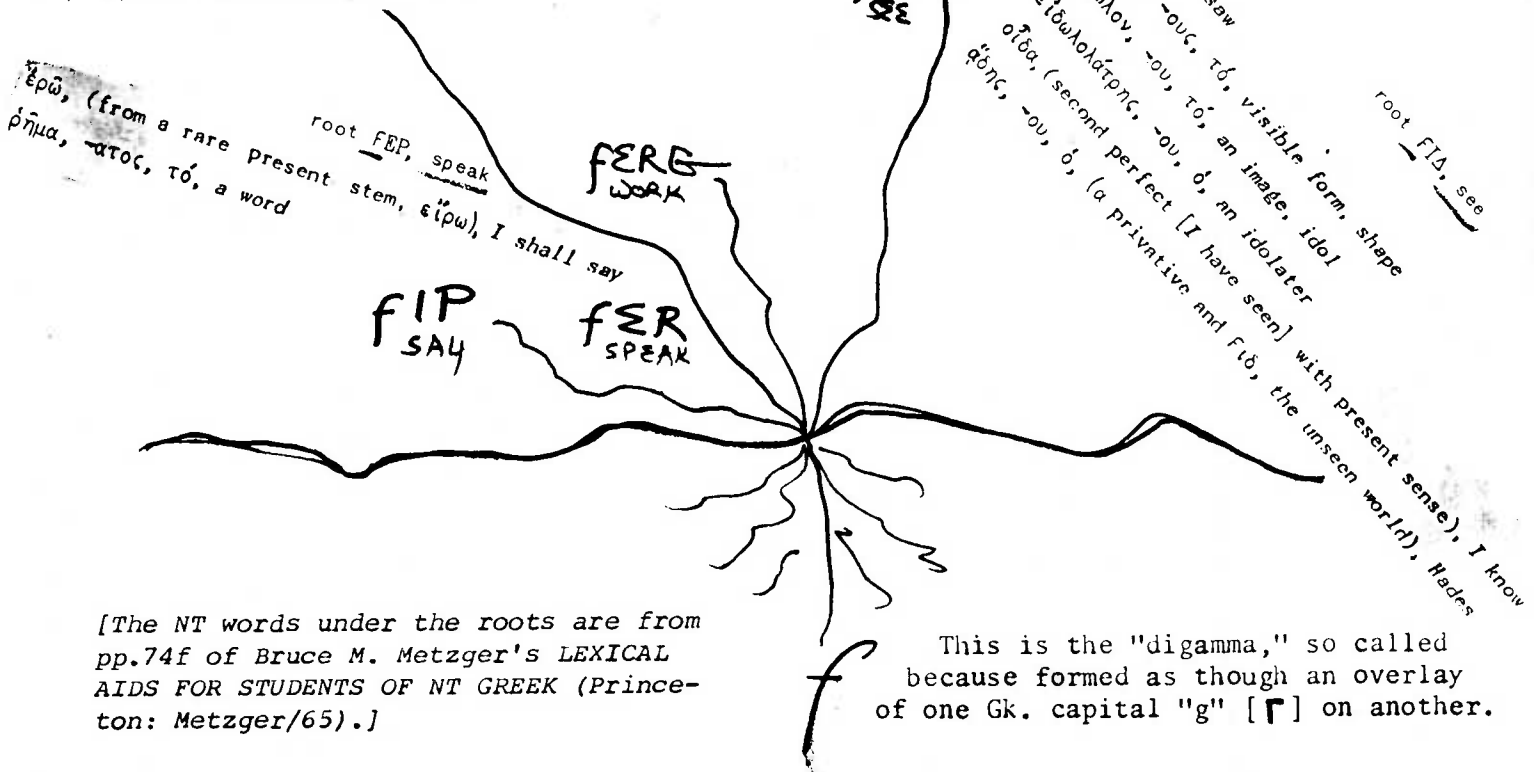 ἐρῶ, (from a rare present stem, εἴρω), I shall say
ῥῆμα, -ατος, τό, a word
root ϜΕΡ, speak
fERG
WORK
fIP
SAY
fER
SPEAK
saw
-ους, τό, visible form, shape
-ου, τό, an image, idol
εἰδωλολάτρης, -ου, ὁ, an idolater
οἶδα, (second perfect [I have seen] with present sense), I know
ᾅδης, -ου, ὁ, (α privative and Ϝιδ, the unseen world), Hades
root ϜΙΔ, see
[The NT words under the roots are from
pp.74f of Bruce M. Metzger's LEXICAL
AIDS FOR STUDENTS OF NT GREEK (Prince-
ton: Metzger/65).]
f
This is the "digamma," so called
because formed as though an overlay
of one Gk. capital "g" [Γ] on another.